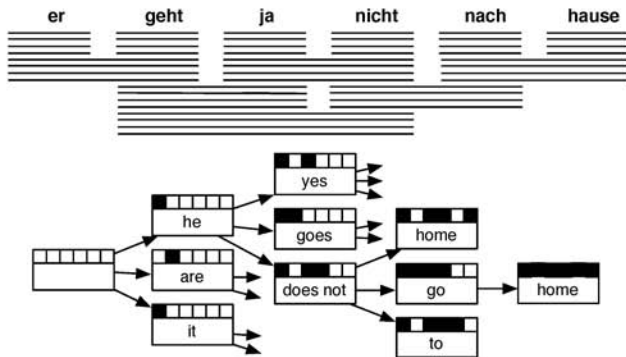 er geht ja nicht nach hause
yes
he
goes home
are
does not go home
it
to